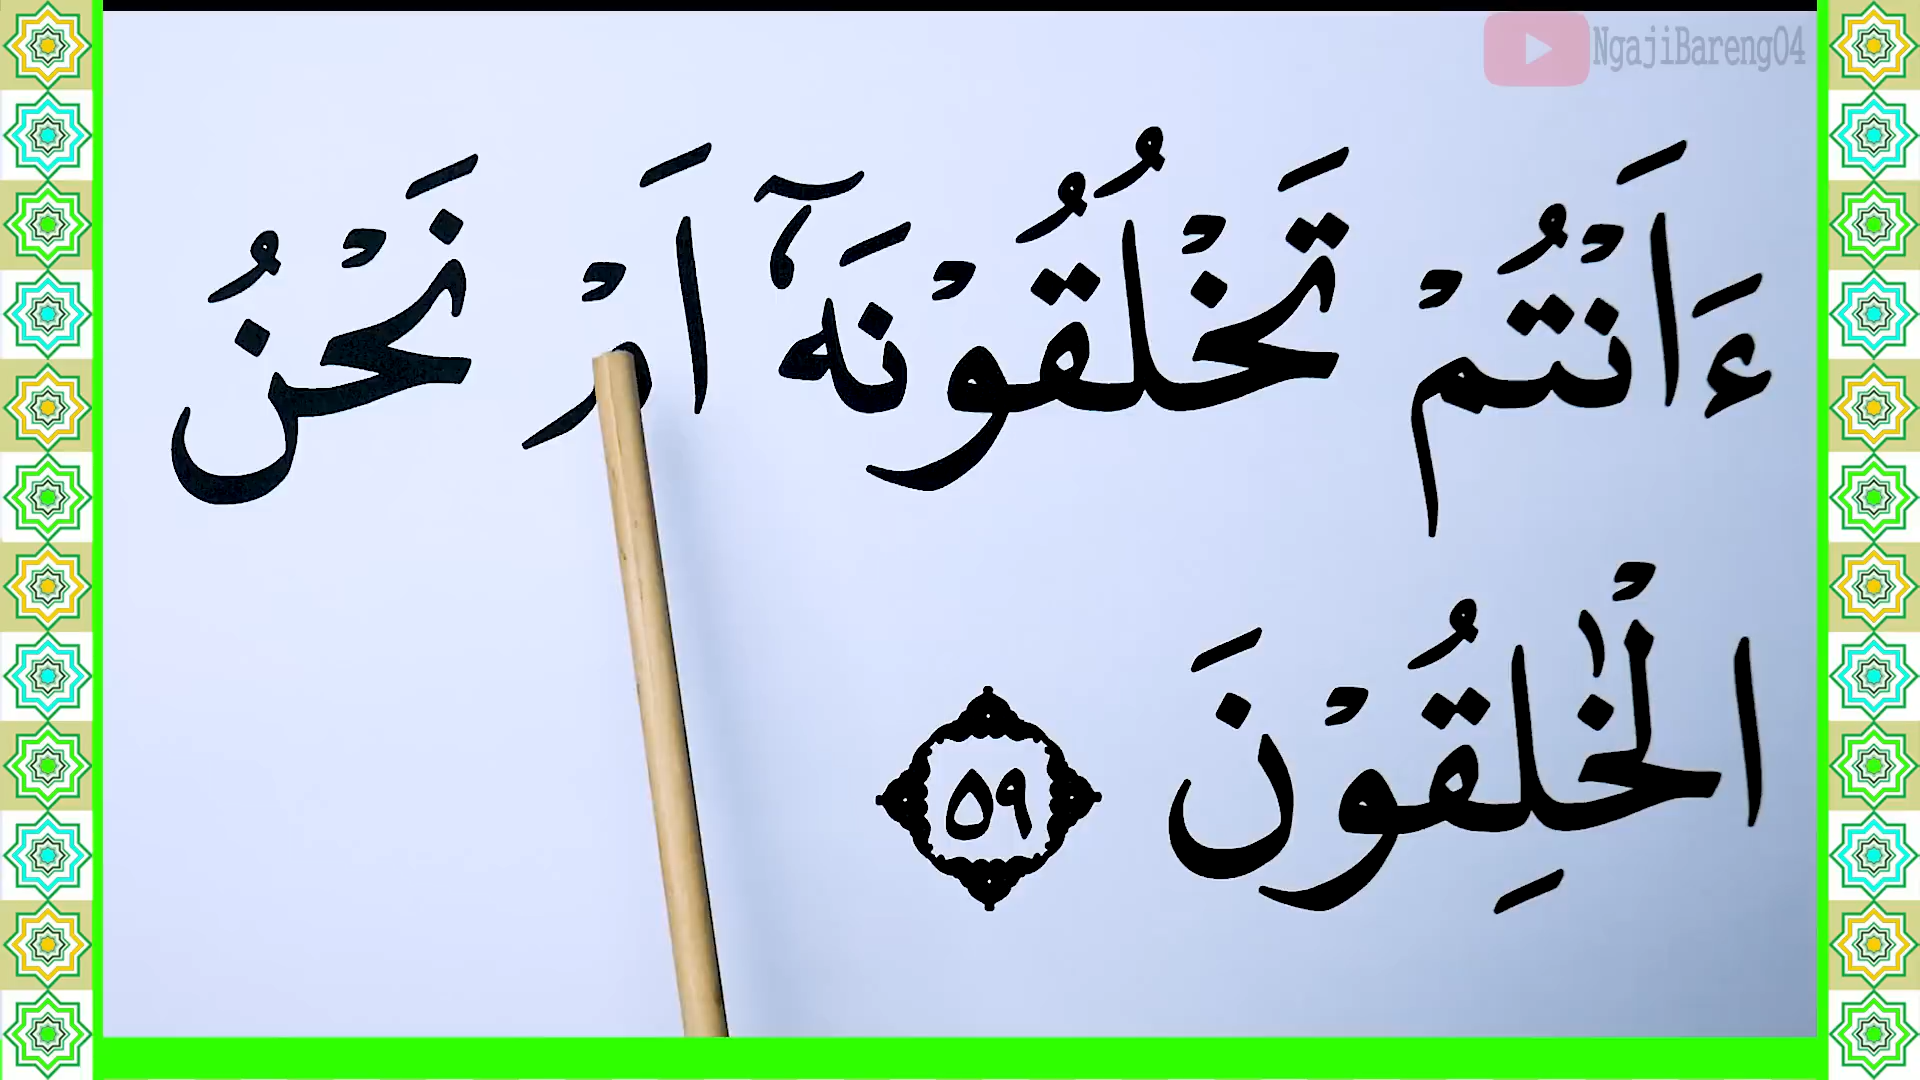 NgajiBareng04
ءَاَنْتُمْ تَخْلُقُوْنَهٗٓ اَمْ نَحْنُ
الْخٰلِقُوْنَ ٥٩